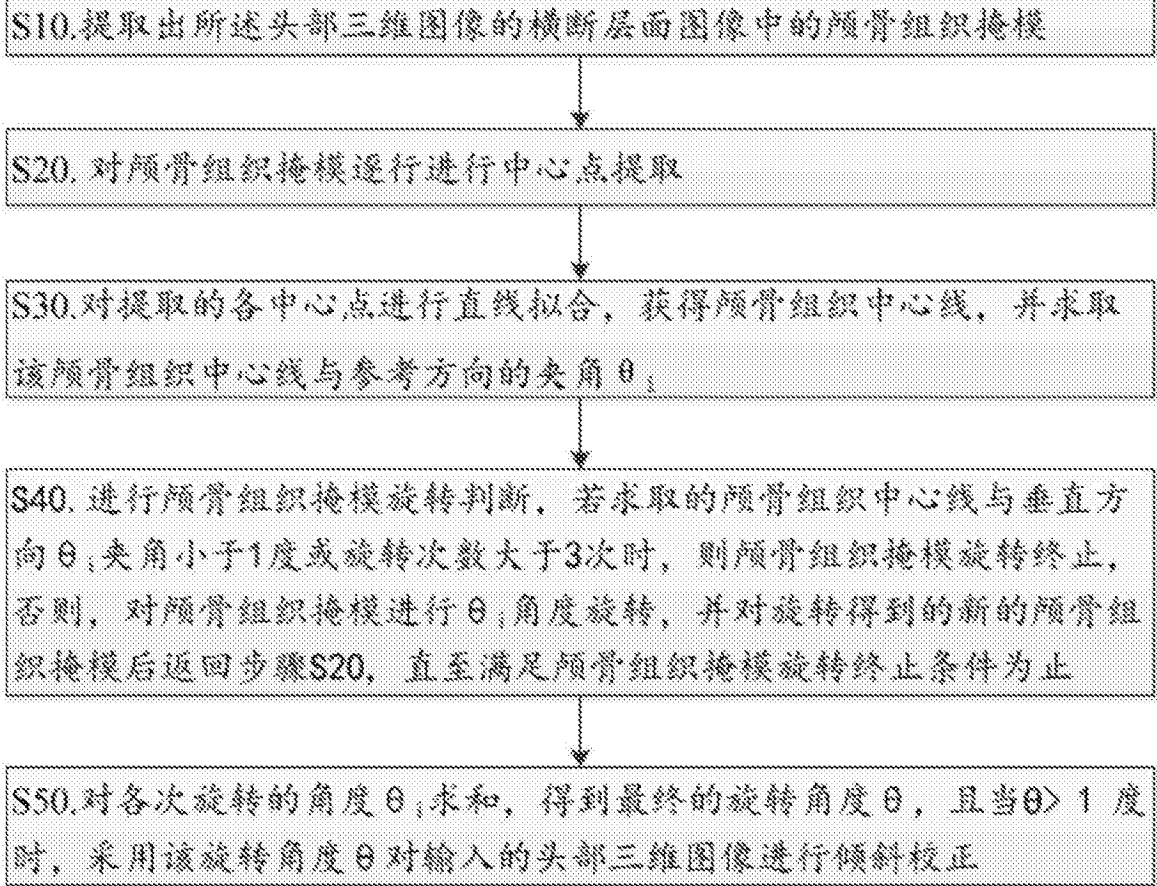 S10.提取出所述头部三维图像的横断层面图像中的颅骨组织掩模
S20. 对颅骨组织掩模逐行进行中心点提取
S30.对提取的各中心点进行直线拟合，获得颅骨组织中心线，并求取
该颅骨组织中心线与参考方向的夹角 θi
S40. 进行颅骨组织掩模旋转判断，若求取的颅骨组织中心线与垂直方
向 θi夹角小于1度或旋转次数大于3次时，则颅骨组织掩模旋转终止，
否则，对颅骨组织掩模进行 θi角度旋转，并对旋转得到的新的颅骨组
织掩模后返回步骤S20，直至满足颅骨组织掩模旋转终止条件为止
S50.对各次旋转的角度 θi求和，得到最终的旋转角度 θ，且当θ> 1 度
时，采用该旋转角度 θ 对输入的头部三维图像进行倾斜校正